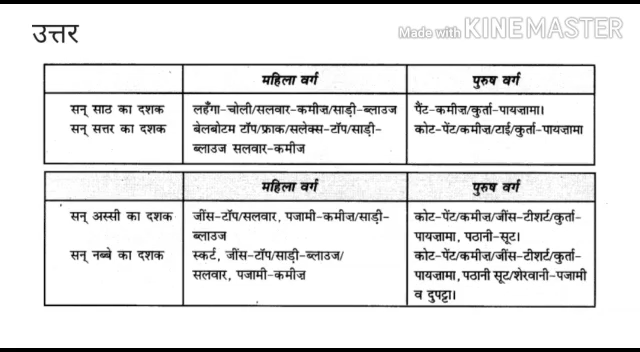 उत्तर
Made with KINEMASTER
महिला वर्ग पुरुष वर्ग
सन् साठ का दशक लहँगा-चोली/सलवार-कमीज़/साड़ी-ब्लाउज पैंट-कमीज़/कुर्ता-पायज़ामा।
सन् सत्तर का दशक बेलबोटम टॉप/फ्राक/सलेक्स-टॉप/साड़ी- कोट-पेंट/कमीज़/टाई/कुर्ता-पायज़ामा
ब्लाउज सलवार-कमीज
महिला वर्ग पुरुष वर्ग
सन् अस्सी का दशक जींस-टॉप/सलवार, पजामी-कमीज़/साड़ी- कोट-पेंट/कमीज़/जींस-टीशर्ट/कुर्ता-
ब्लाउज पायज़ामा, पठानी-सूट।
सन् नब्बे का दशक स्कर्ट, जींस-टॉप/साड़ी-ब्लाउज/ कोट-पेंट/कमीज़/जींस-टीशर्ट/कुर्ता-
सलवार, पजामी-कमीज़ पायज़ामा, पठानी सूट/शेरवानी-पजामी
व दुपट्टा।